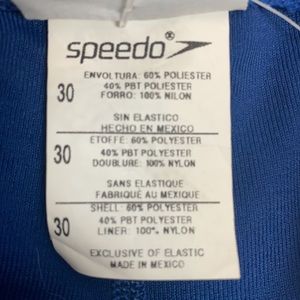 speedo®
ENVOLTURA: 60% POLIESTER
30 40% PBT POLYESTER
FORRO: 100% NILON
SIN ELASTICO
HECHO EN MEXICO
ETOFFE: 60% POLYESTER
30 40% PBT POLYESTER
DOUBLURE: 100% NYLON
SANS ELASTIQUE
FABRIQUÉ AU MEXIQUE
SHELL: 60% POLYESTER
30 40% PBT POLYESTER
LINER: 100% NYLON
EXCLUSIVE OF ELASTIC
MADE IN MEXICO